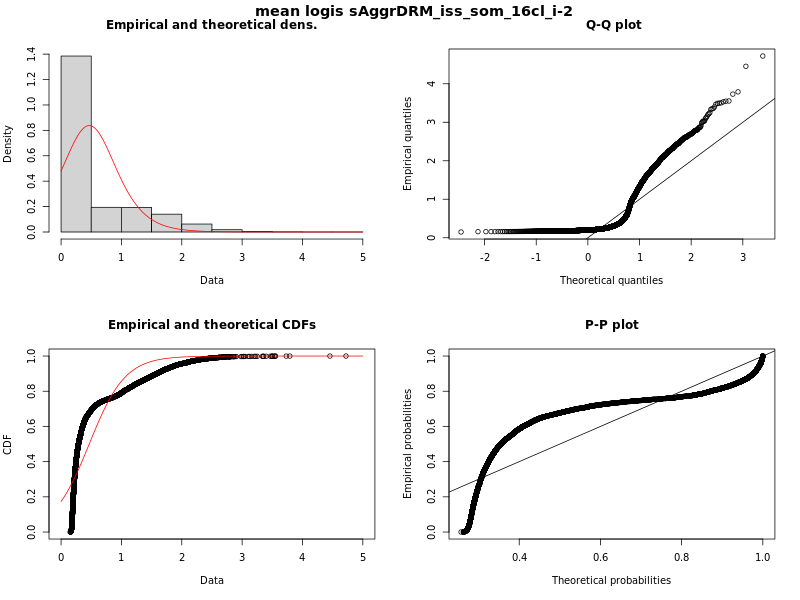 mean logis sAggrDRM_iss_som_16cl_i-2
Empirical and theoretical dens.
Density
0.0 0.2 0.4 0.6 0.8 1.0 1.2 1.4
0 1 2 3 4 5
Data
Q-Q plot
Empirical quantiles
0 1 2 3 4
-2 -1 0 1 2 3
Theoretical quantiles
Empirical and theoretical CDFs
CDF
0.0 0.2 0.4 0.6 0.8 1.0
0 1 2 3 4 5
Data
P-P plot
Empirical probabilities
0.0 0.2 0.4 0.6 0.8 1.0
0.4 0.6 0.8 1.0
Theoretical probabilities